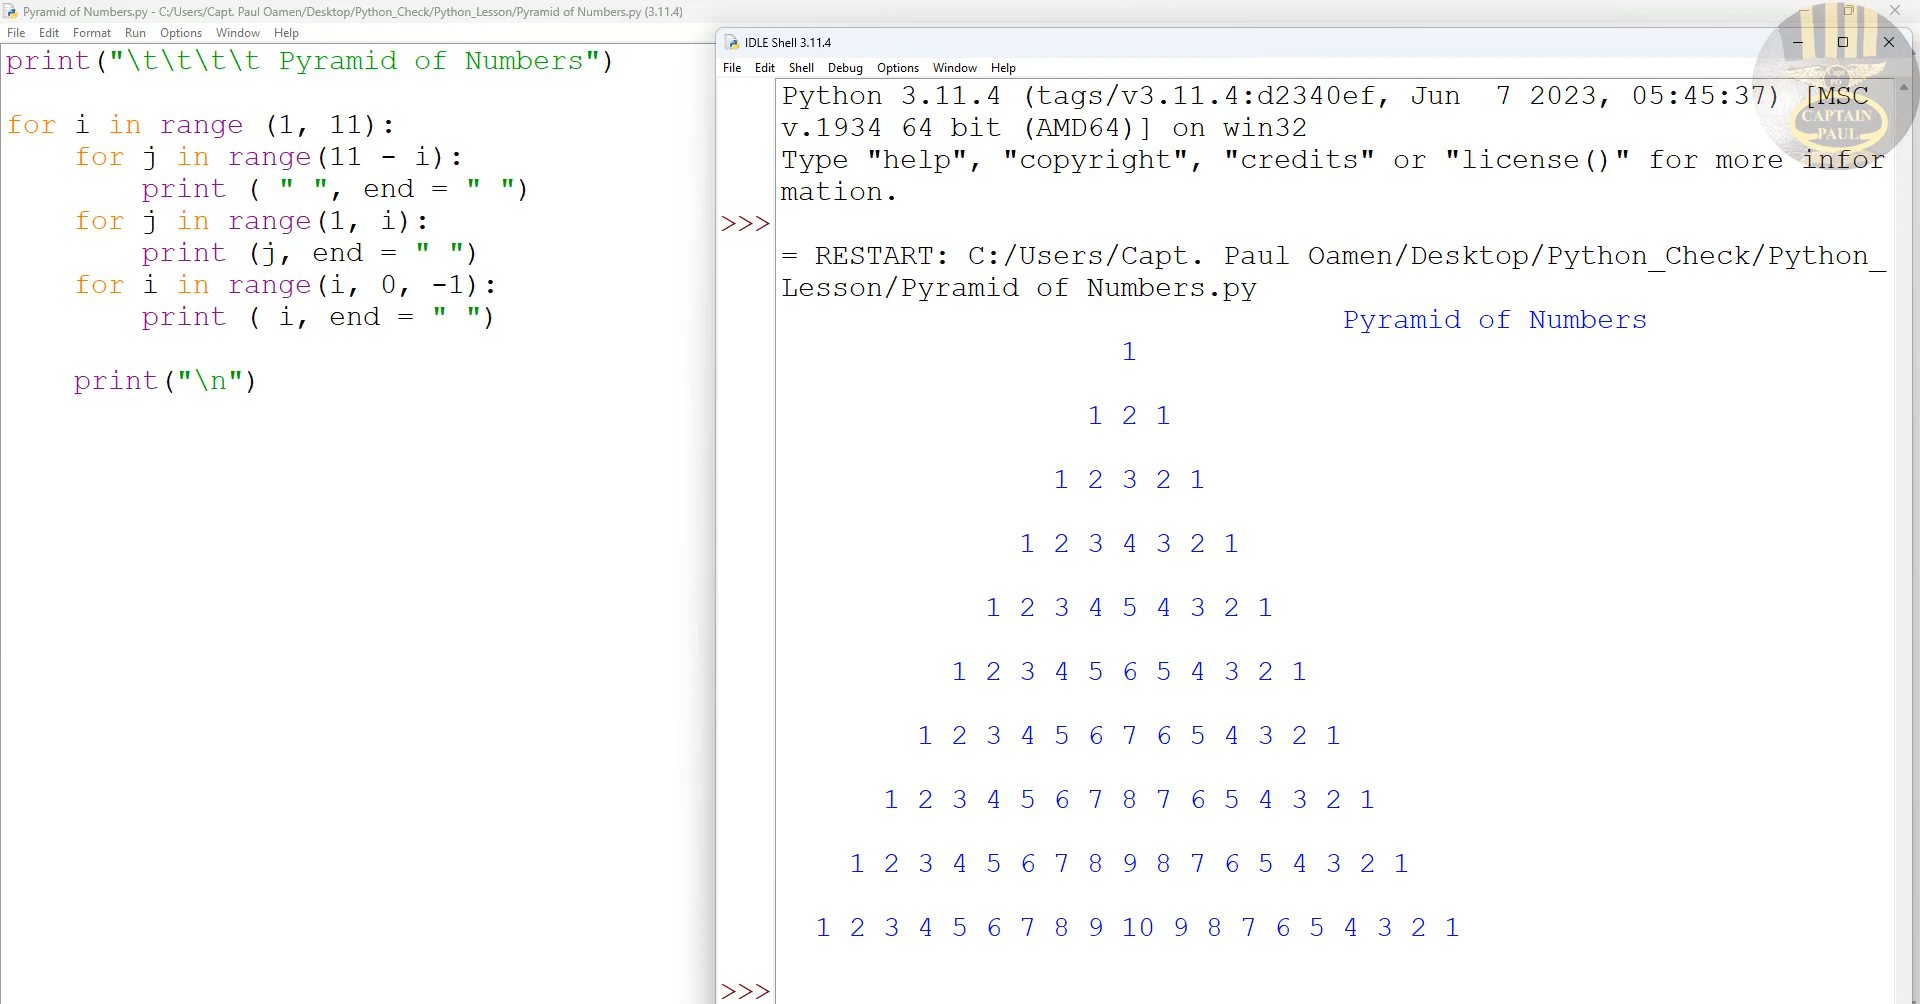 Pyramid of Numbers.py - C:/Users/Capt. Paul Oamen/Desktop/Python_Check/Python_Lesson/Pyramid of Numbers.py (3.11.4)
File Edit Format Run Options Window Help
print("\t\t\t\t Pyramid of Numbers")
for i in range (1, 11):
    for j in range(11 - i):
        print ( " ", end = " ")
    for j in range(1, i):
        print (j, end = " ")
    for i in range(i, 0, -1):
        print ( i, end = " ")
    print("\n")
IDLE Shell 3.11.4
File Edit Shell Debug Options Window Help
Python 3.11.4 (tags/v3.11.4:d2340ef, Jun  7 2023, 05:45:37) [MSC
v.1934 64 bit (AMD64)] on win32
Type "help", "copyright", "credits" or "license()" for more infor
mation.
>>>
= RESTART: C:/Users/Capt. Paul Oamen/Desktop/Python_Check/Python_
Lesson/Pyramid of Numbers.py
Pyramid of Numbers
1
1 2 1
1 2 3 2 1
1 2 3 4 3 2 1
1 2 3 4 5 4 3 2 1
1 2 3 4 5 6 5 4 3 2 1
1 2 3 4 5 6 7 6 5 4 3 2 1
1 2 3 4 5 6 7 8 7 6 5 4 3 2 1
1 2 3 4 5 6 7 8 9 8 7 6 5 4 3 2 1
1 2 3 4 5 6 7 8 9 10 9 8 7 6 5 4 3 2 1
>>>
Capt
CAPTAIN
PAUL